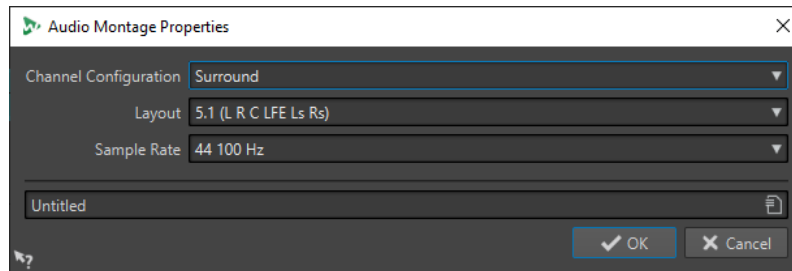 Audio Montage Properties
Channel Configuration Surround
Layout 5.1 (L R C LFE Ls Rs)
Sample Rate 44 100 Hz
Untitled
OK Cancel